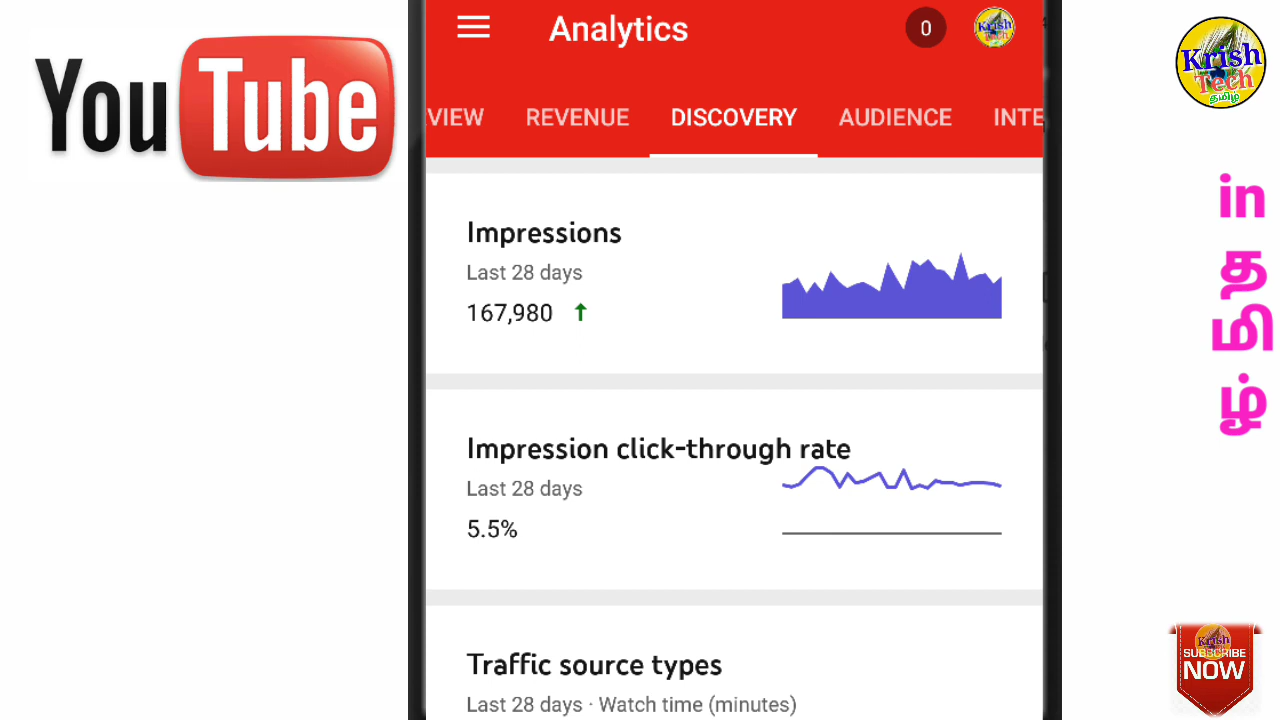 YouTube
Analytics
0
Krish
Tech
VIEW
REVENUE
DISCOVERY
AUDIENCE
INTE
Impressions
Last 28 days
167,980
Impression click-through rate
Last 28 days
5.5%
Traffic source types
Last 28 days · Watch time (minutes)
Krish
Tech
தமிழ்
in
த
மி
ழ்
Krish
SUBSCRIBE
NOW